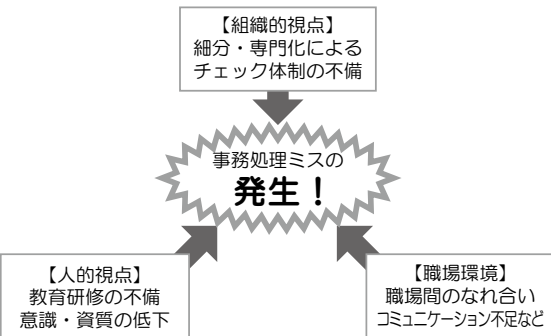 【組織的視点】
細分・専門化による
チェック体制の不備
事務処理ミスの
発生！
【人的視点】
教育研修の不備
意識・資質の低下
【職場環境】
職場間のなれ合い
コミュニケーション不足など